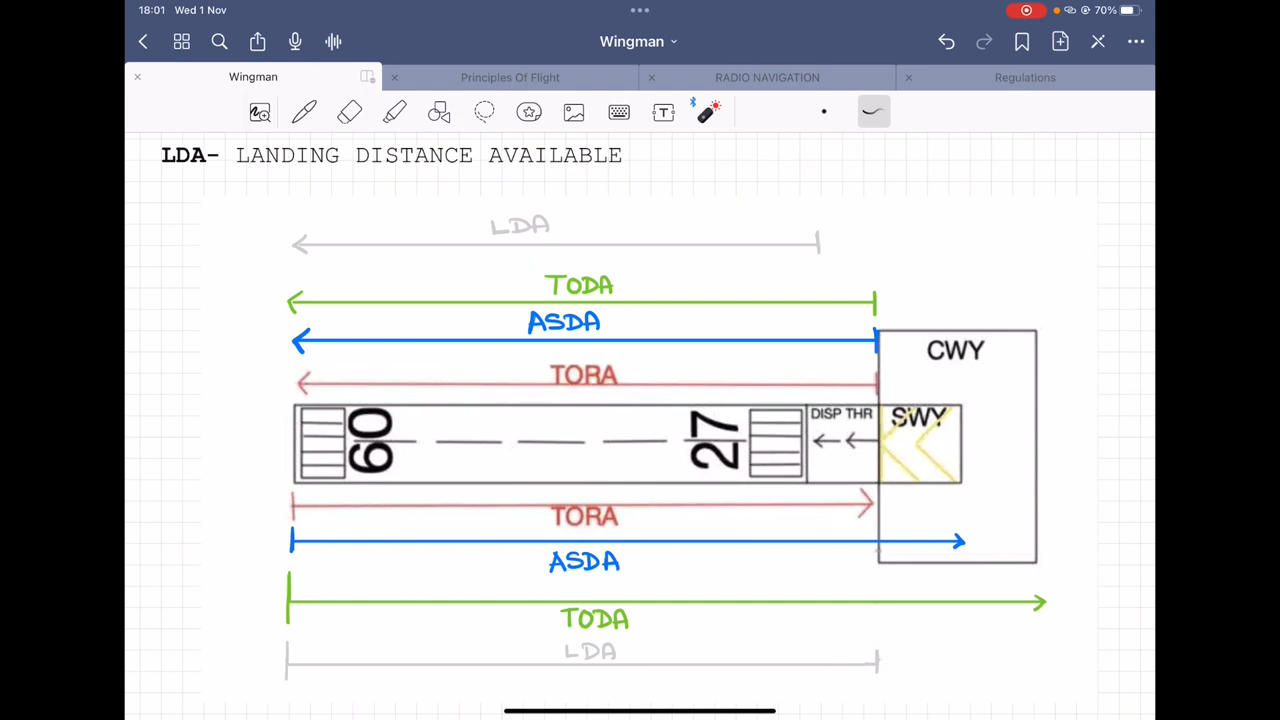 18:01 Wed 1 Nov
70%
Wingman
Wingman
Principles Of Flight
RADIO NAVIGATION
Regulations
LDA- LANDING DISTANCE AVAILABLE
LDA
TODA
ASDA
CWY
TORA
09
27
DISP THR
SWY
TORA
ASDA
TODA
LDA